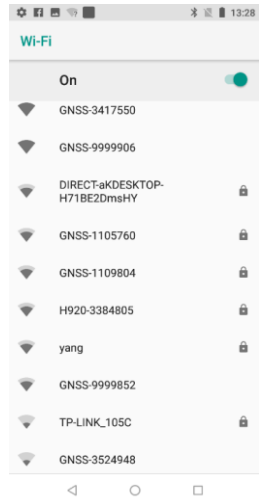 13:28
Wi-Fi
On
GNSS-3417550
GNSS-9999906
DIRECT-aKDESKTOP-
H71BE2DmsHY
GNSS-1105760
GNSS-1109804
H920-3384805
yang
GNSS-9999852
TP-LINK_105C
GNSS-3524948